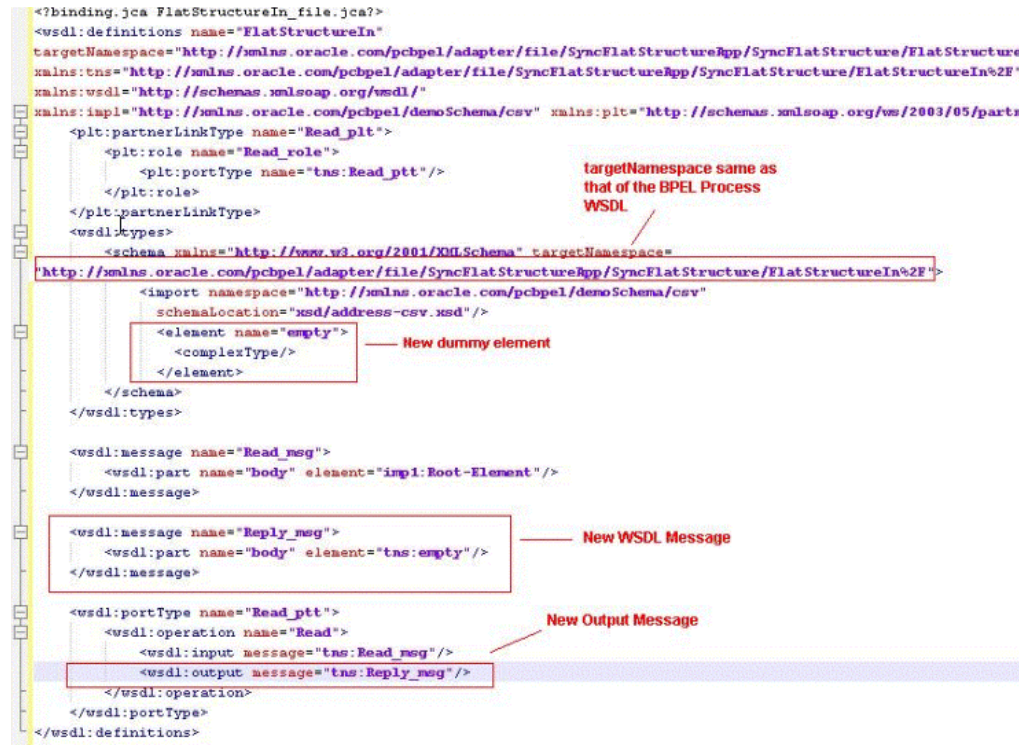 <?binding.jca FlatStructureIn_file.jca?>
<wsdl:definitions name="FlatStructureIn"
targetNamespace="http://xmlns.oracle.com/pcbpel/adapter/file/SyncFlatStructureApp/SyncFlatStructure/FlatStructure
xmlns:tns="http://xmlns.oracle.com/pcbpel/adapter/file/SyncFlatStructureApp/SyncFlatStructure/FlatStructureIn%2F"
xmlns:wsdl="http://schemas.xmlsoap.org/wsdl/"
xmlns:imp1="http://xmlns.oracle.com/pcbpel/demoSchema/csv" xmlns:plt="http://schemas.xmlsoap.org/ws/2003/05/partn
<plt:partnerLinkType name="Read_plt">
<plt:role name="Read_role">
<plt:portType name="tns:Read_ptt"/>
</plt:role>
</plt:partnerLinkType>
targetNamespace same as
that of the BPEL Process
WSDL
<wsdl:types>
<schema xmlns="http://www.w3.org/2001/XMLSchema" targetNamespace=
"http://xmlns.oracle.com/pcbpel/adapter/file/SyncFlatStructureApp/SyncFlatStructure/FlatStructureIn%2F">
<import namespace="http://xmlns.oracle.com/pcbpel/demoSchema/csv"
schemaLocation="xsd/address-csv.xsd"/>
<element name="empty">
<complexType/>
</element>
New dummy element
</schema>
</wsdl:types>
<wsdl:message name="Read_msg">
<wsdl:part name="body" element="imp1:Root-Element"/>
</wsdl:message>
<wsdl:message name="Reply_msg">
<wsdl:part name="body" element="tns:empty"/>
</wsdl:message>
New WSDL Message
<wsdl:portType name="Read_ptt">
<wsdl:operation name="Read">
New Output Message
<wsdl:input message="tns:Read_msg"/>
<wsdl:output message="tns:Reply_msg"/>
</wsdl:operation>
</wsdl:portType>
</wsdl:definitions>